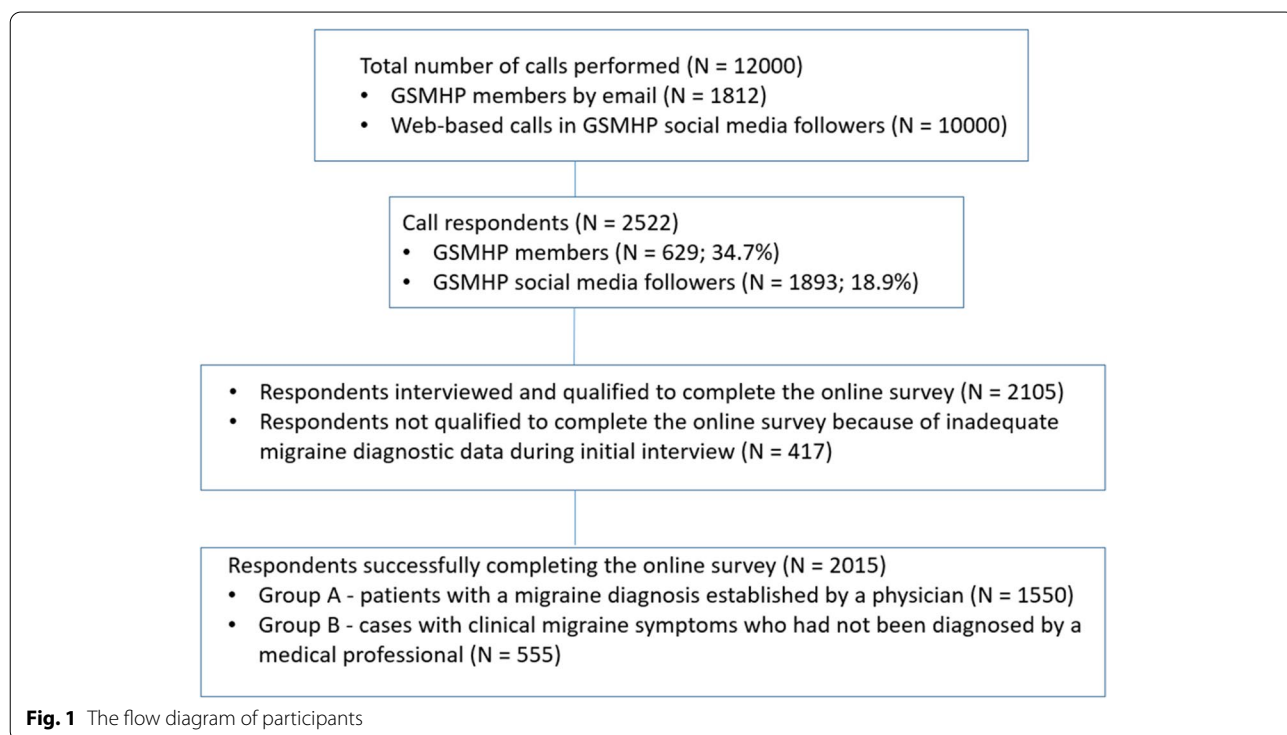 Total number of calls performed (N = 12000)
• GSMHP members by email (N = 1812)
• Web-based calls in GSMHP social media followers (N = 10000)
Call respondents (N = 2522)
• GSMHP members (N = 629; 34.7%)
• GSMHP social media followers (N = 1893; 18.9%)
• Respondents interviewed and qualified to complete the online survey (N = 2105)
• Respondents not qualified to complete the online survey because of inadequate
migraine diagnostic data during initial interview (N = 417)
Respondents successfully completing the online survey (N = 2015)
• Group A - patients with a migraine diagnosis established by a physician (N = 1550)
• Group B - cases with clinical migraine symptoms who had not been diagnosed by a
medical professional (N = 555)
Fig. 1 The flow diagram of participants